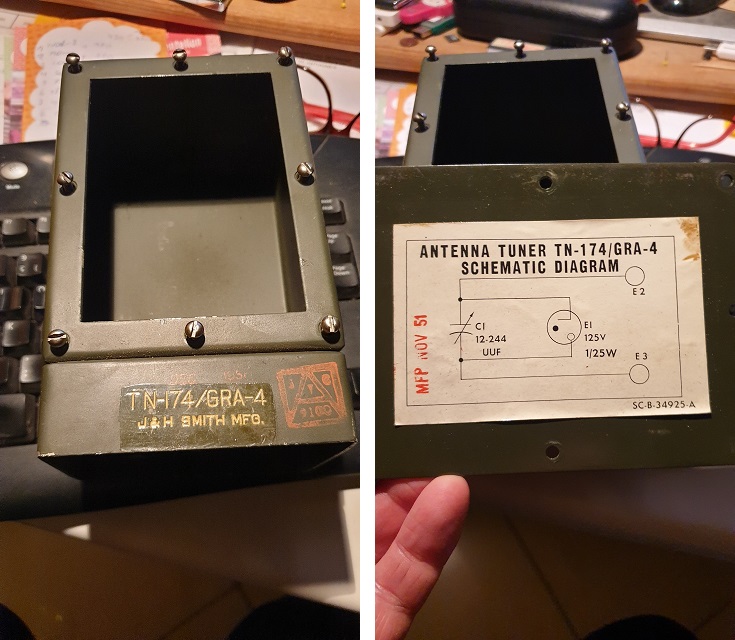 TN-174/GRA-4
J&H SMITH MFG.
9100
ANTENNA TUNER TN-174/GRA-4
SCHEMATIC DIAGRAM
E2
C1
12-244
UUF
E1
125V
1/25W
E3
MFP NOV 51
SC-B-34925-A